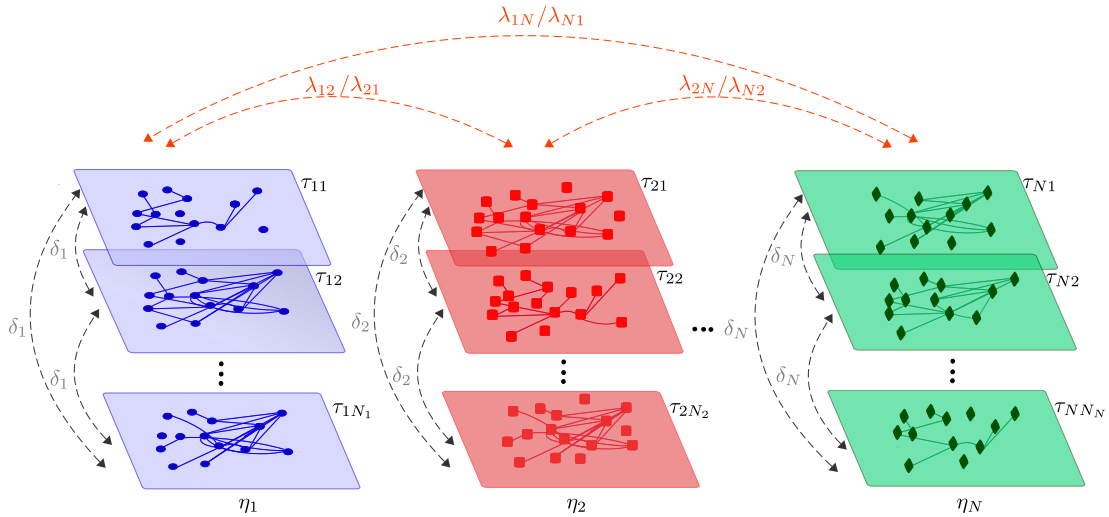 λ₁N/λN₁
λ₁₂/λ₂₁
λ₂N/λN₂
τ₁₁
τ₂₁
τN₁
δ₁
δ₂
δN
τ₁₂
τ₂₂
τN₂
δ₁
δ₂
... δN
δ₁
δ₂
δN
τ₁N₁
τ₂N₂
τNNN
η₁
η₂
ηN